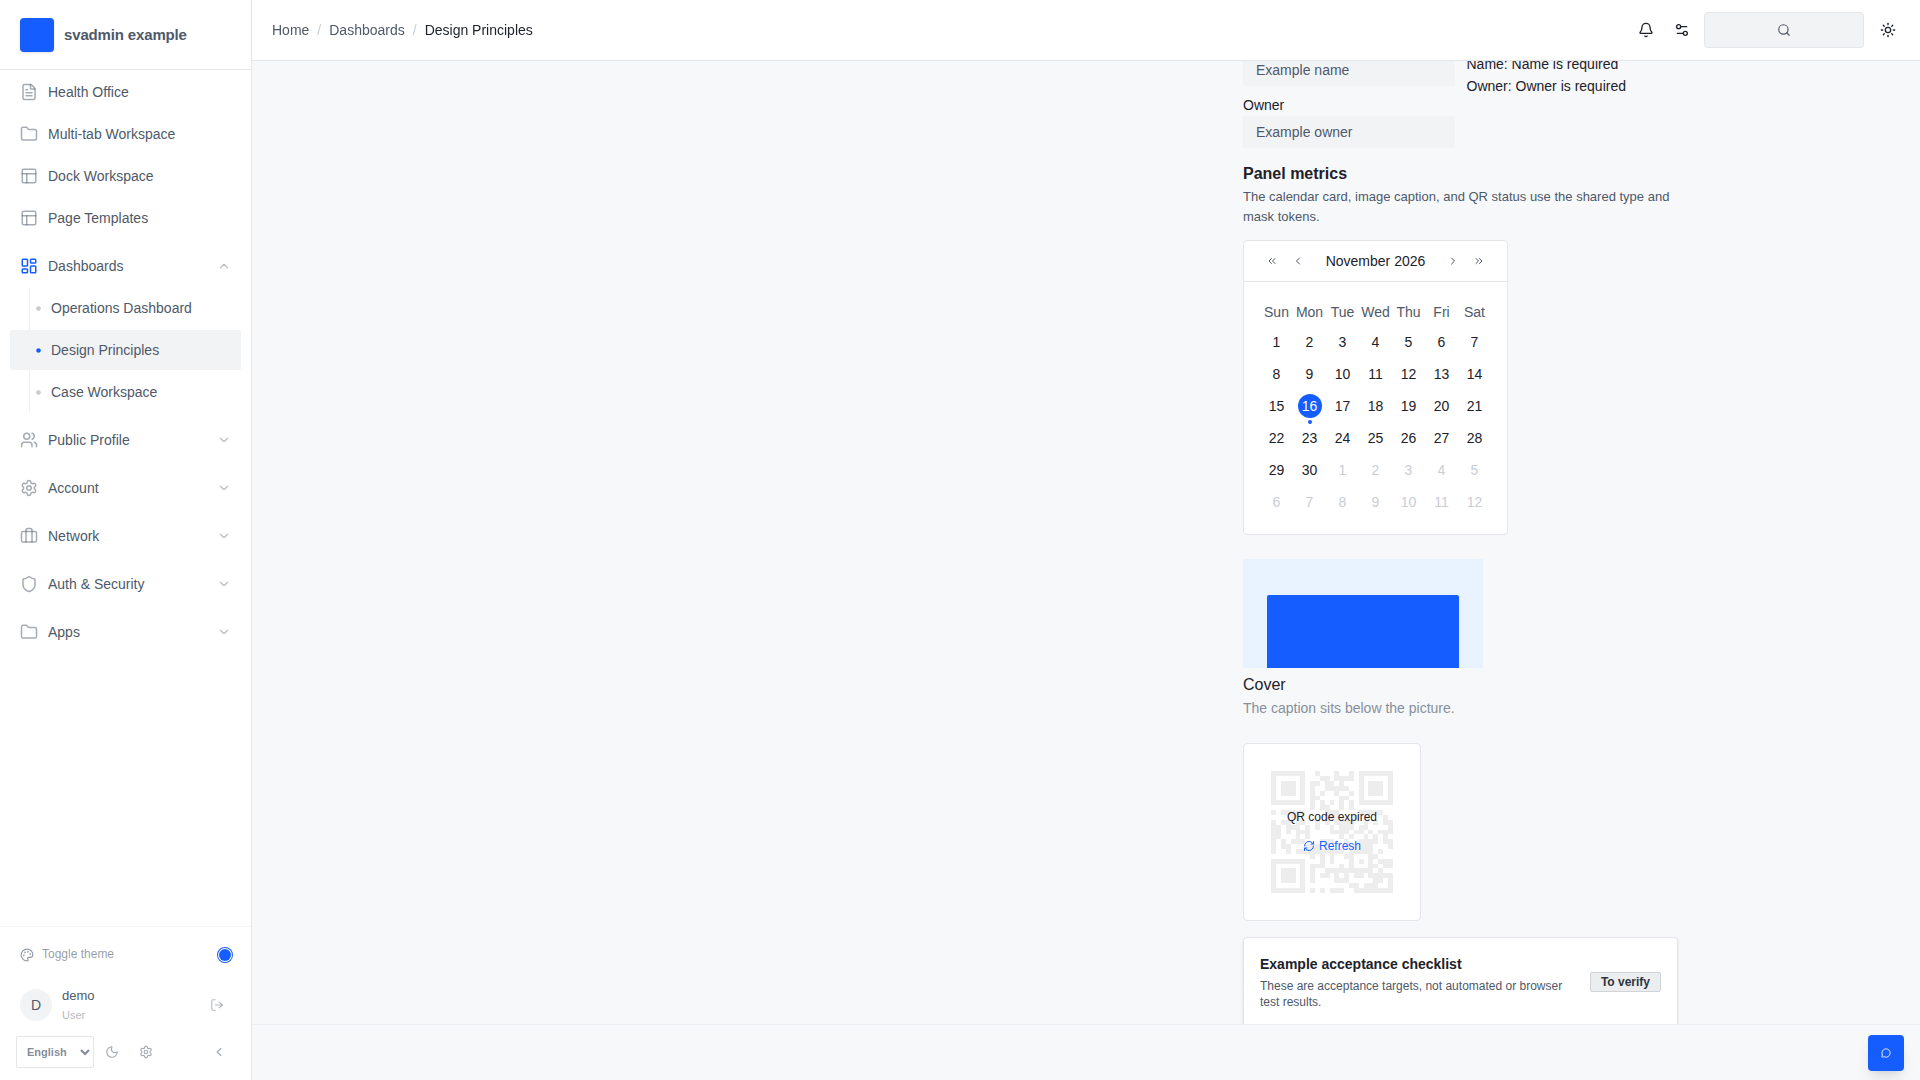 svadmin example
Home / Dashboards / Design Principles
Health Office
Multi-tab Workspace
Dock Workspace
Page Templates
Dashboards
Operations Dashboard
Design Principles
Case Workspace
Public Profile
Account
Network
Auth & Security
Apps
Toggle theme
D
demo
User
English
Example name
Name: Name is required
Owner: Owner is required
Owner
Example owner
Panel metrics
The calendar card, image caption, and QR status use the shared type and
mask tokens.
November 2026
Sun Mon Tue Wed Thu Fri Sat
1 2 3 4 5 6 7
8 9 10 11 12 13 14
15 16 17 18 19 20 21
22 23 24 25 26 27 28
29 30 1 2 3 4 5
6 7 8 9 10 11 12
Cover
The caption sits below the picture.
QR code expired
Refresh
Example acceptance checklist
These are acceptance targets, not automated or browser
test results.
To verify